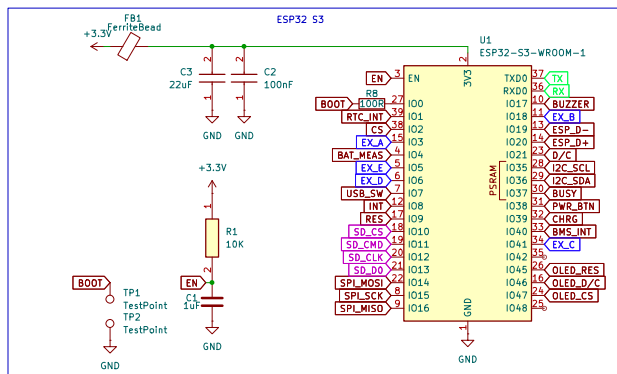 ESP32 S3
FB1
FerriteBead
+3.3V
C3
22uF
2
1
GND
C2
100nF
2
1
GND
+3.3V
1
R1
10K
2
EN
C1
1uF
GND
BOOT
TP1
TestPoint
TP2
TestPoint
GND
U1
ESP32-S3-WROOM-1
2
3V3
EN 3 EN
BOOT R8 100R 27 IO0
RTC_INT 39 IO1
CS 38 IO2
EX_A 15 IO3
BAT_MEAS 4 IO4
EX_E 5 IO5
EX_D 6 IO6
USB_SW 7 IO7
INT 12 IO8
RES 17 IO9
SD_CS 18 IO10
SD_CMD 19 IO11
SD_CLK 20 IO12
SD_D0 21 IO13
SPI_MOSI 22 IO14
SPI_SCK 8 IO15
SPI_MISO 9 IO16
TXD0 37 TX
RXD0 36 RX
IO17 10 BUZZER
IO18 11 EX_B
IO19 13 ESP_D-
IO20 14 ESP_D+
IO21 23 D/C
IO35 28 I2C_SCL
IO36 29 I2C_SDA
IO37 30 BUSY
IO38 31 PWR_BTN
IO39 32 CHRG
IO40 33 BMS_INT
IO41 34 EX_C
IO42 35
IO45 26 OLED_RES
IO46 16 OLED_D/C
IO47 24 OLED_CS
IO48 25
PSRAM
GND
1
GND